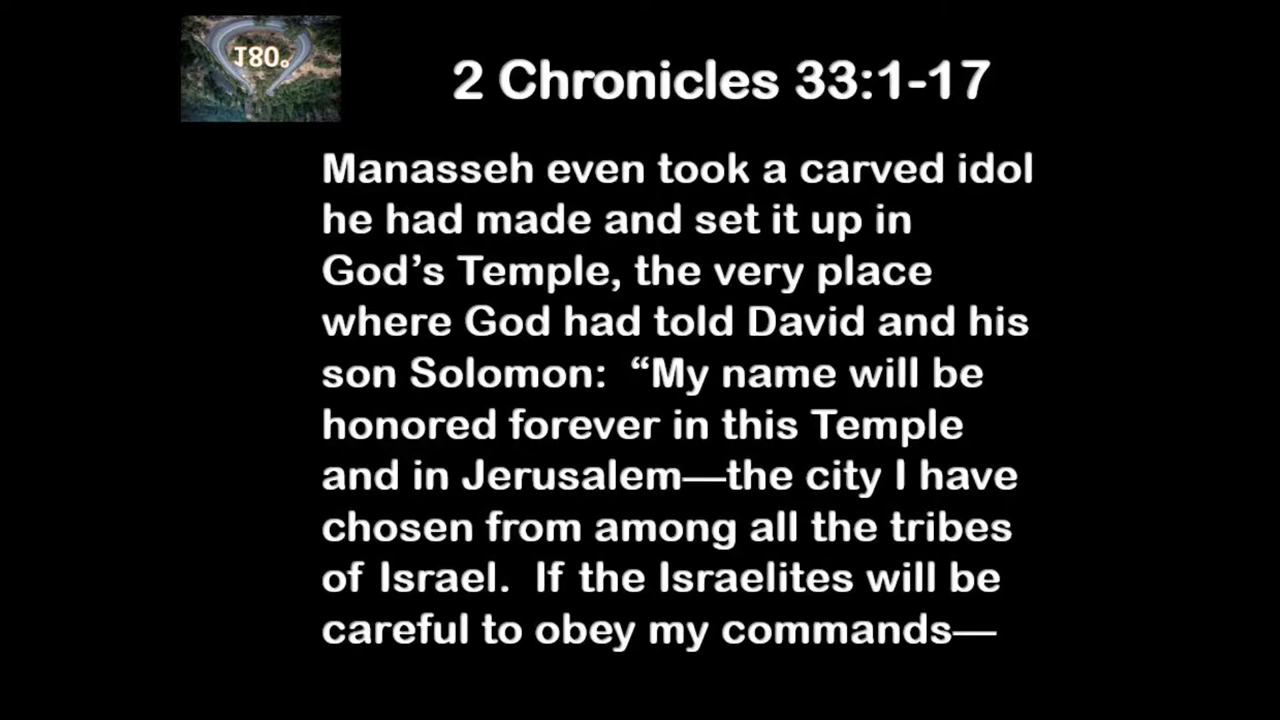 180°
2 Chronicles 33:1-17
Manasseh even took a carved idol
he had made and set it up in
God’s Temple, the very place
where God had told David and his
son Solomon:  “My name will be
honored forever in this Temple
and in Jerusalem—the city I have
chosen from among all the tribes
of Israel.  If the Israelites will be
careful to obey my commands—